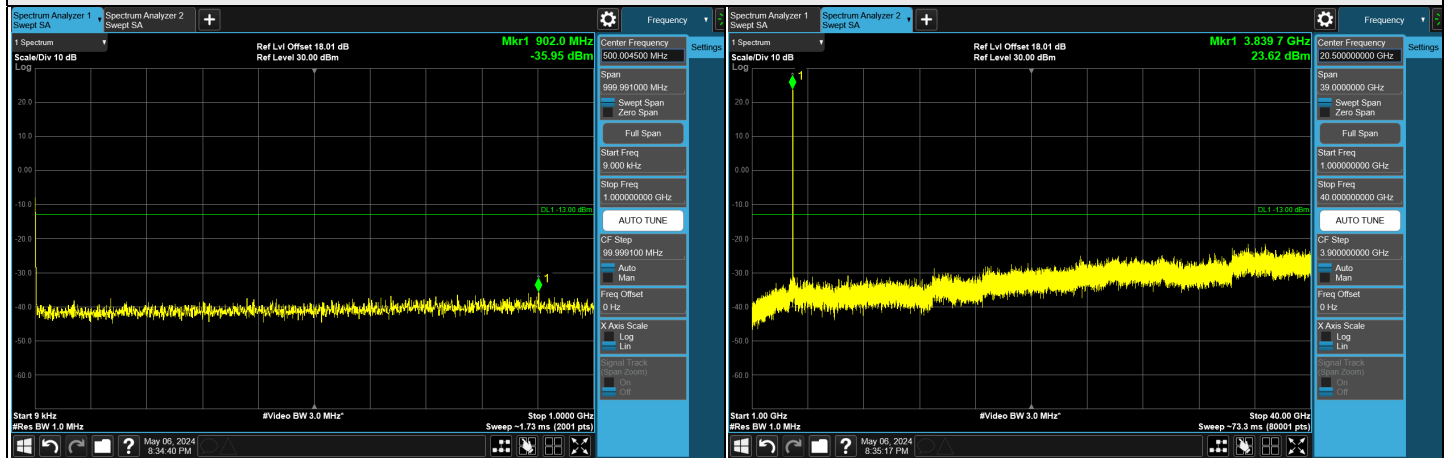 Spectrum Analyzer 1
Swept SA
Spectrum Analyzer 2
Swept SA
Frequency
1 Spectrum
Scale/Div 10 dB
Log
Ref Lvl Offset 18.01 dB
Ref Level 30.00 dBm
Mkr1 902.0 MHz
-35.95 dBm
1
20.0
10.0
0.00
-10.0
-20.0
-30.0
-40.0
-50.0
-60.0
DL1 -13.00 dBm
Start 9 kHz
#Res BW 1.0 MHz
#Video BW 3.0 MHz*
Stop 1.0000 GHz
Sweep ~1.73 ms (2001 pts)
Center Frequency
500.004500 MHz
Settings
Span
999.991000 MHz
Swept Span
Zero Span
Full Span
Start Freq
9.000 kHz
Stop Freq
1.000000000 GHz
AUTO TUNE
CF Step
99.999100 MHz
Auto
Man
Freq Offset
0 Hz
X Axis Scale
Log
Lin
Signal Track
(Span Zoom)
On
Off
?
May 06, 2024
8:34:40 PM
Spectrum Analyzer 1
Swept SA
Spectrum Analyzer 2
Swept SA
Frequency
1 Spectrum
Scale/Div 10 dB
Log
Ref Lvl Offset 18.01 dB
Ref Level 30.00 dBm
Mkr1 3.839 7 GHz
23.62 dBm
1
20.0
10.0
0.00
-10.0
-20.0
-30.0
-40.0
-50.0
-60.0
DL1 -13.00 dBm
Start 1.00 GHz
#Res BW 1.0 MHz
#Video BW 3.0 MHz*
Stop 40.00 GHz
Sweep ~73.3 ms (80001 pts)
Center Frequency
20.500000000 GHz
Settings
Span
39.0000000 GHz
Swept Span
Zero Span
Full Span
Start Freq
1.000000000 GHz
Stop Freq
40.000000000 GHz
AUTO TUNE
CF Step
3.900000000 GHz
Auto
Man
Freq Offset
0 Hz
X Axis Scale
Log
Lin
Signal Track
(Span Zoom)
On
Off
?
May 06, 2024
8:35:17 PM